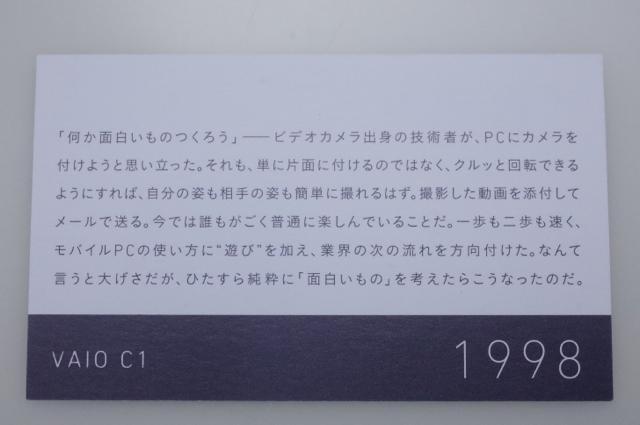 「何か面白いものつくろう」──ビデオカメラ出身の技術者が、PCにカメラを
付けようと思い立った。それも、単に片面に付けるのではなく、クルッと回転できる
ようにすれば、自分の姿も相手の姿も簡単に撮れるはず。撮影した動画を添付して
メールで送る。今では誰もがごく普通に楽しんでいることだ。一歩も二歩も速く、
モバイルPCの使い方に“遊び”を加え、業界の次の流れを方向付けた。なんて
言うと大げさだが、ひたすら純粋に「面白いもの」を考えたらこうなったのだ。
VAIO C1
1998